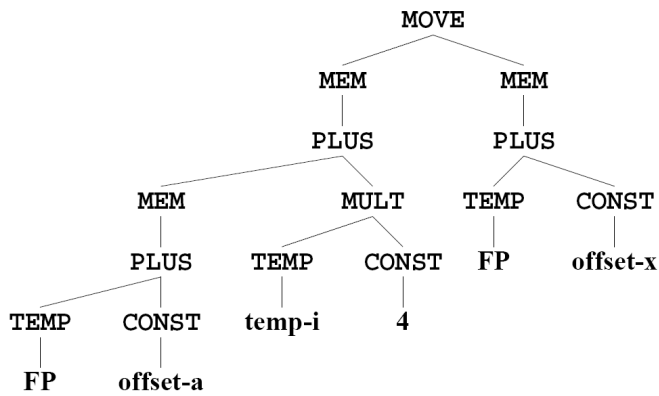 MOVE
MEM MEM
PLUS PLUS
MEM MULT TEMP CONST
PLUS TEMP CONST FP offset-x
TEMP CONST temp-i 4
FP offset-a